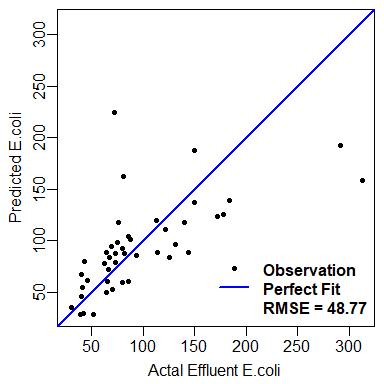 300
250
200
150
100
50
Predicted E.coli
Observation
Perfect Fit
RMSE = 48.77
50 100 150 200 250 300
Actal Effluent E.coli